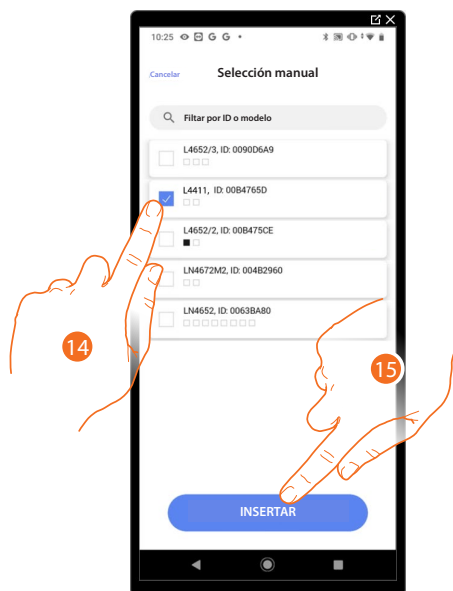 10:25 G G •
Cancelar Selección manual
Filtar por ID o modelo
L4652/3, ID: 0090D6A9
L4411, ID: 00B4765D
L4652/2, ID: 00B475CE
LN4672M2, ID: 004B2960
LN4652, ID: 0063BA80
14
15
INSERTAR